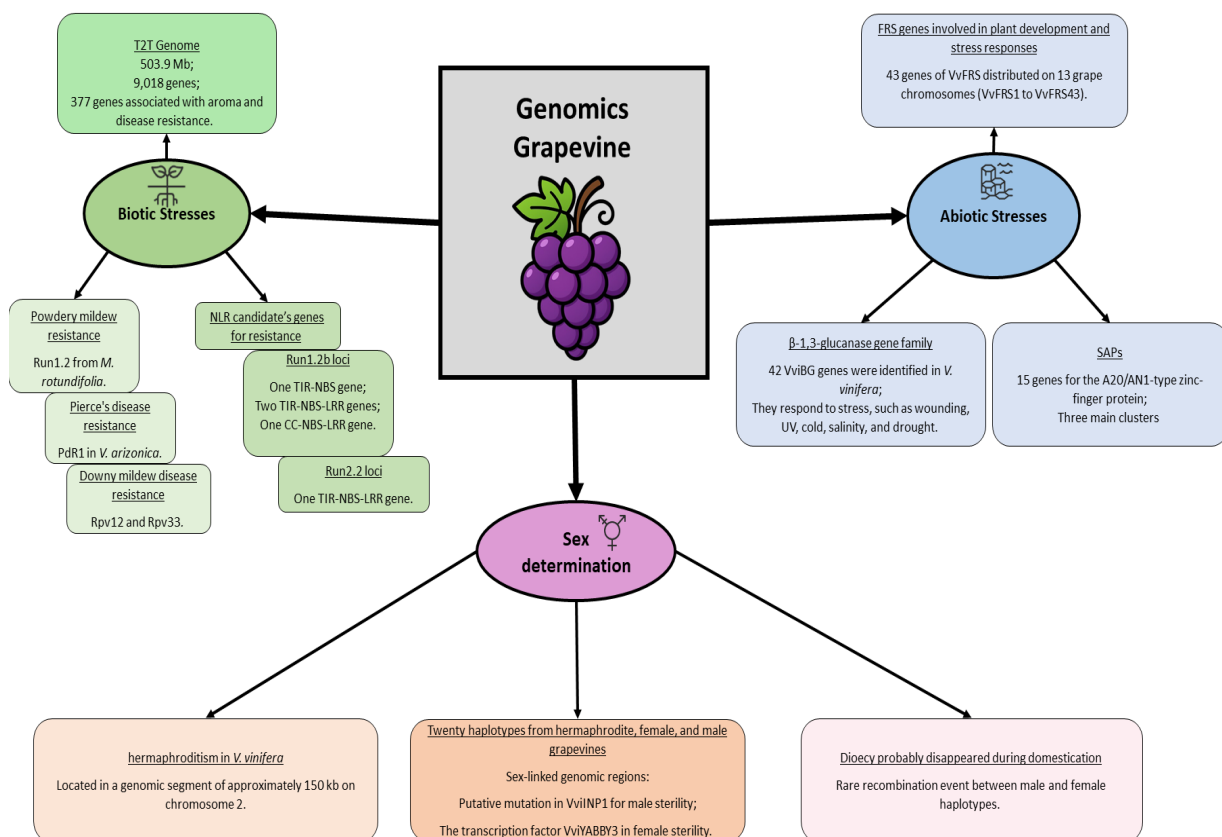 Genomics
Grapevine
T2T Genome
503.9 Mb;
9,018 genes;
377 genes associated with aroma and
disease resistance.
Biotic Stresses
Powdery mildew
resistance
Run1.2 from M.
rotundifolia.
Pierce's disease
resistance
PdR1 in V. arizonica.
Downy mildew disease
resistance
Rpv12 and Rpv33.
NLR candidate's genes
for resistance
Run1.2b loci
One TIR-NBS gene;
Two TIR-NBS-LRR genes;
One CC-NBS-LRR gene.
Run2.2 loci
One TIR-NBS-LRR gene.
FRS genes involved in plant development and
stress responses
43 genes of VvFRS distributed on 13 grape
chromosomes (VvFRS1 to VvFRS43).
Abiotic Stresses
β-1,3-glucanase gene family
42 VviBG genes were identified in V.
vinifera;
They respond to stress, such as wounding,
UV, cold, salinity, and drought.
SAPs
15 genes for the A20/AN1-type zinc-
finger protein;
Three main clusters
Sex
determination
hermaphroditism in V. vinifera
Located in a genomic segment of approximately 150 kb on
chromosome 2.
Twenty haplotypes from hermaphrodite, female, and male
grapevines
Sex-linked genomic regions:
Putative mutation in VviINP1 for male sterility;
The transcription factor VviYABBY3 in female sterility.
Dioecy probably disappeared during domestication
Rare recombination event between male and female
haplotypes.